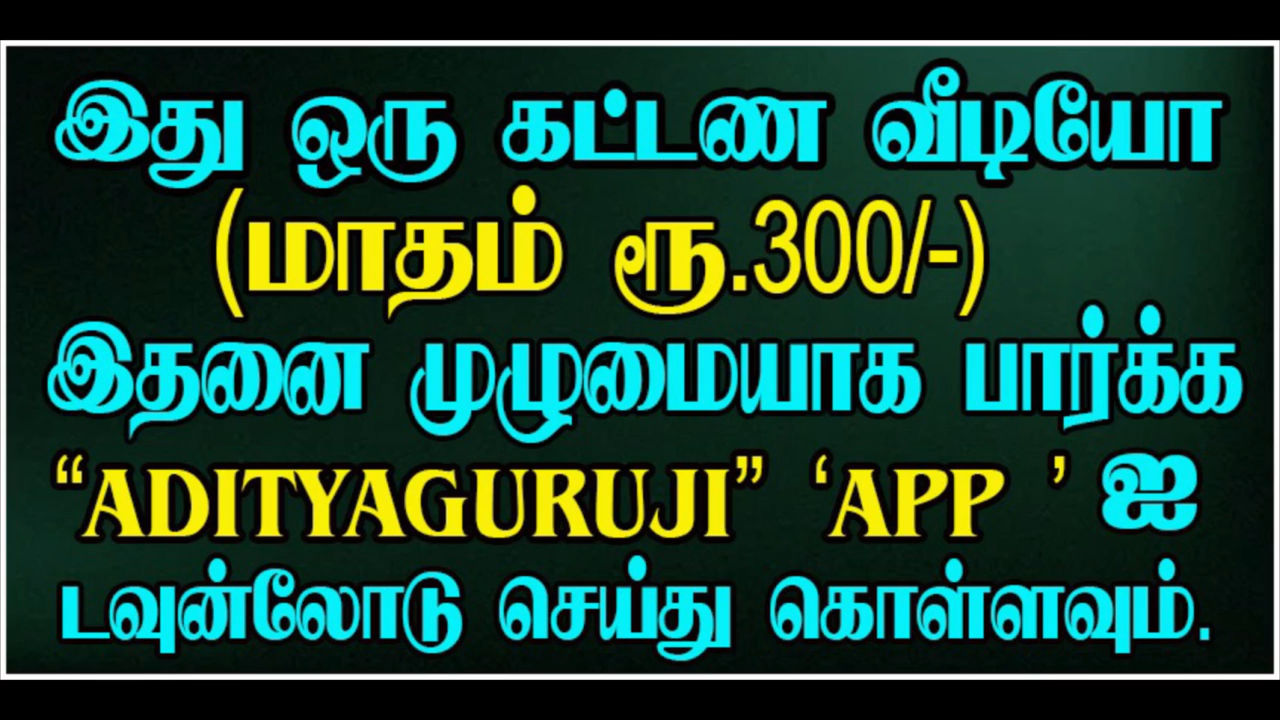 இது ஒரு கட்டண வீடியோ
(மாதம் ரூ.300/-)
இதனை முழுமையாக பார்க்க
“ADITYAGURUJI” ‘APP ’ ஐ
டவுன்லோடு செய்து கொள்ளவும்.